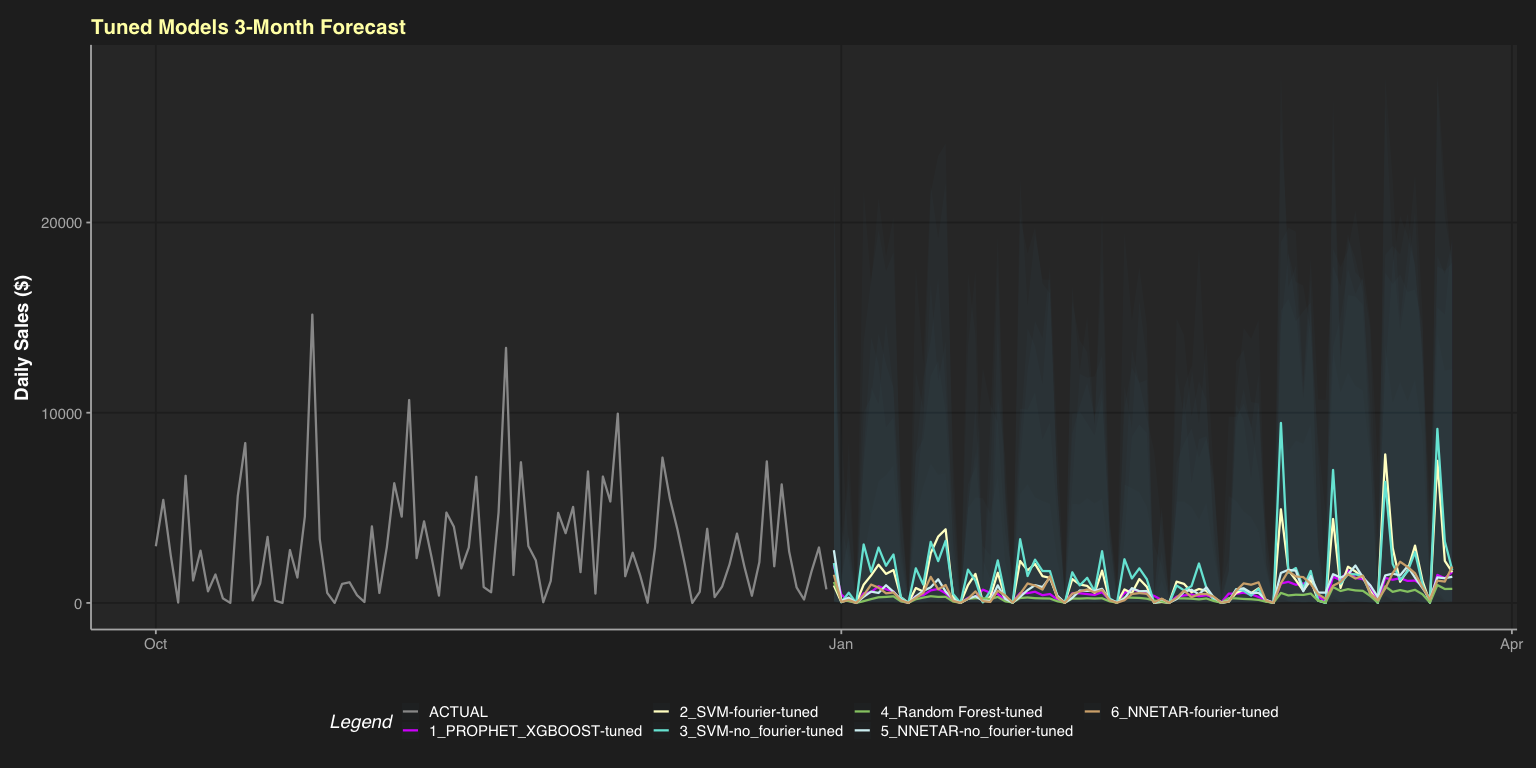 Tuned Models 3-Month Forecast
Daily Sales ($)
20000
10000
0
Oct Jan Apr
Legend
ACTUAL 2_SVM-fourier-tuned 4_Random Forest-tuned 6_NNETAR-fourier-tuned
1_PROPHET_XGBOOST-tuned 3_SVM-no_fourier-tuned 5_NNETAR-no_fourier-tuned